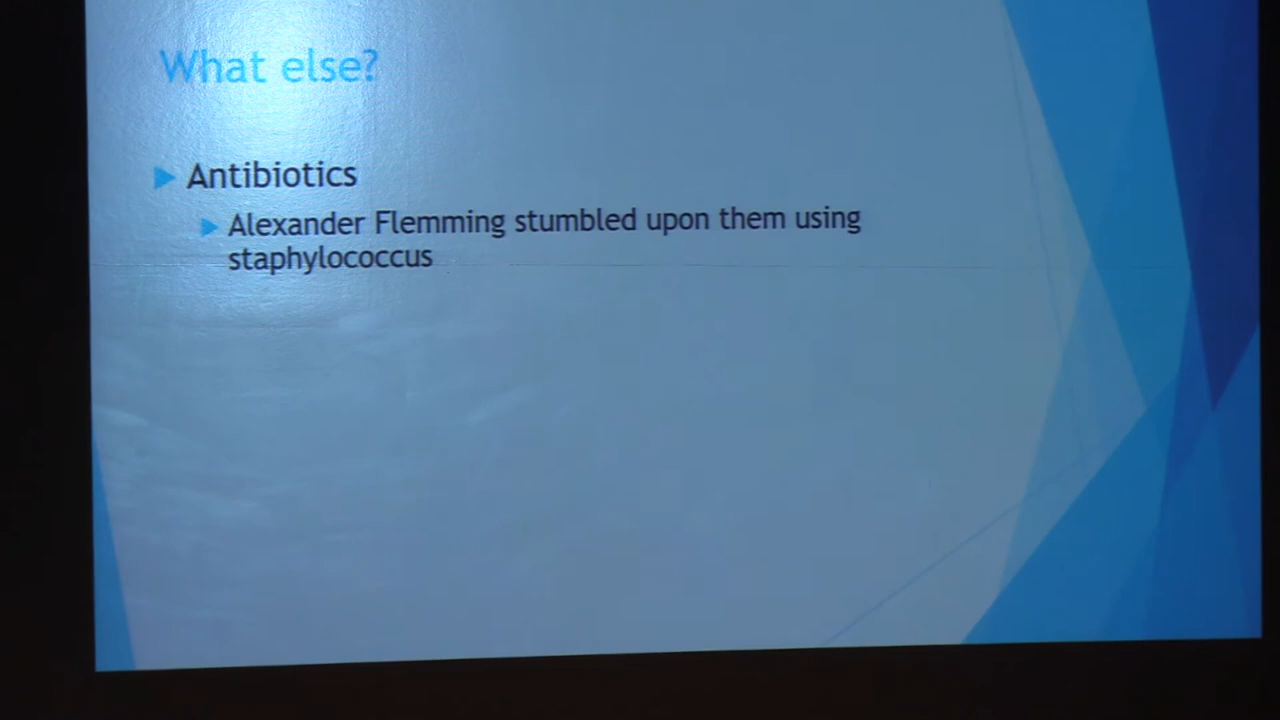 What else?
Antibiotics
Alexander Flemming stumbled upon them using
staphylococcus